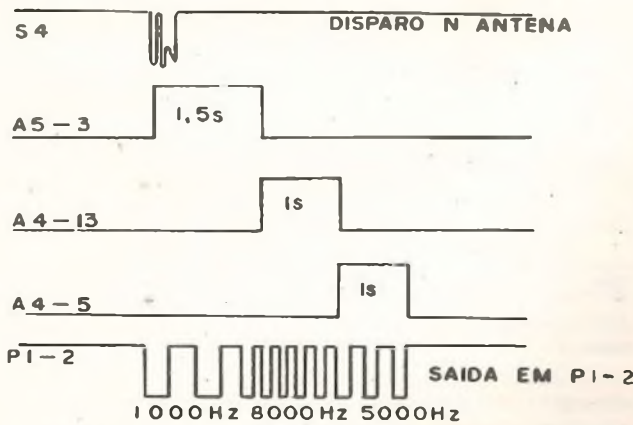 S4 DISPARO N ANTENA
A5-3 1,5s
A4-13 1s
A4-5 1s
P1-2 SAIDA EM P1-2
1000Hz 8000Hz 5000Hz